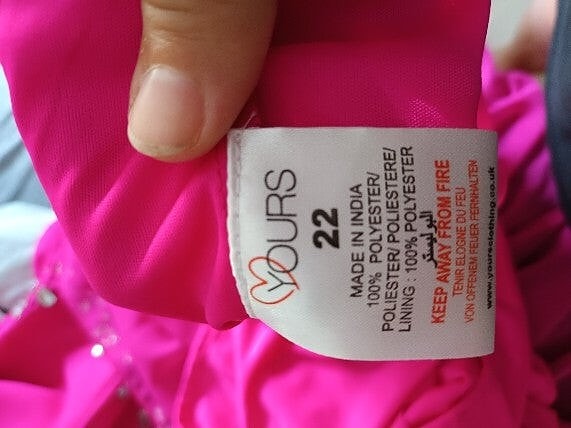 YOURS
22
MADE IN INDIA
100% POLYESTER/
POLIESTER/ POLIESTERE/
LINING : 100% POLYESTER
البوليستر
KEEP AWAY FROM FIRE
TENIR ELOGNE DU FEU
VON OFFENEM FEUER FERNHALTEN
www.yoursclothing.co.uk